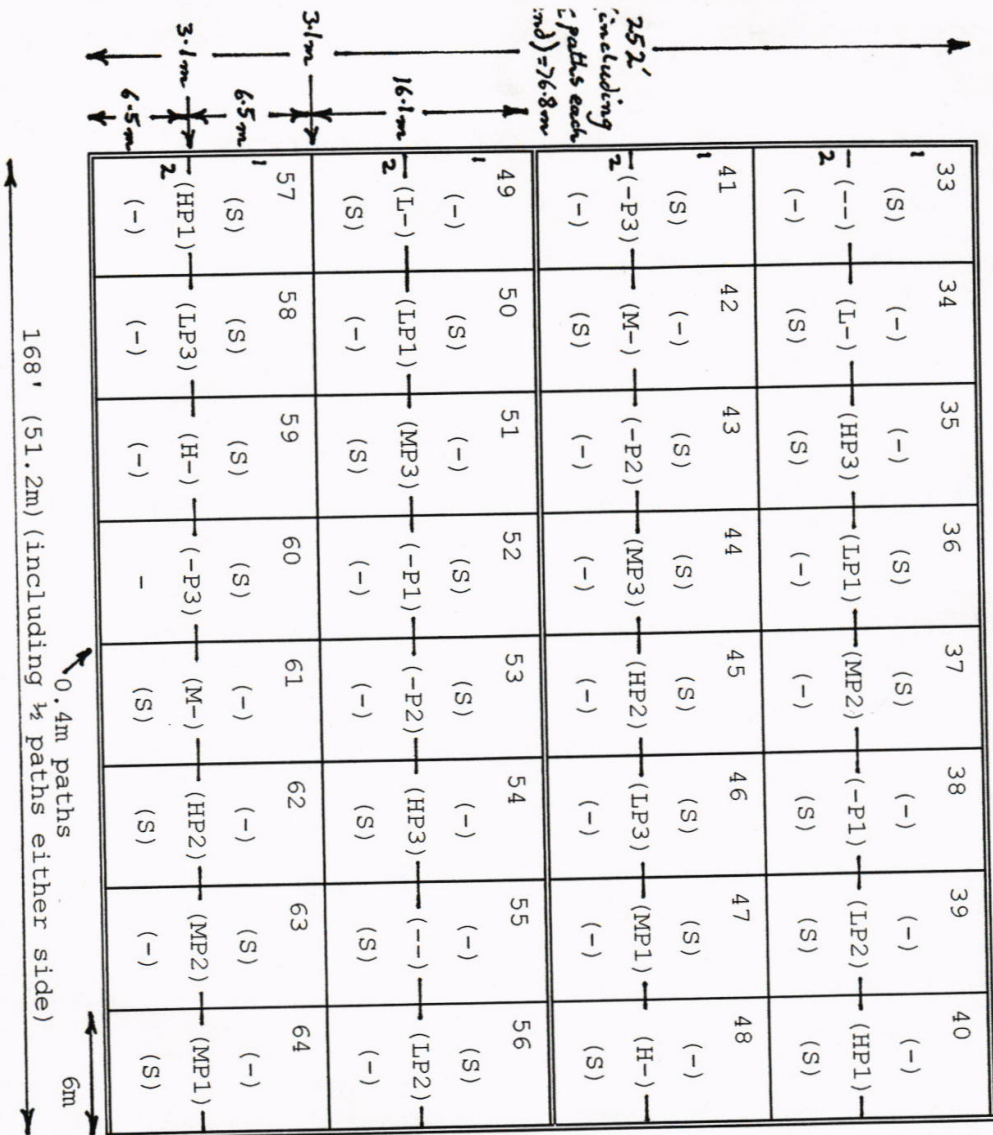 33 34 35 36 37 38 39 40
1 (S) (-) (-) (S) (S) (-) (-) (-)
(--) (L-) (HP3) (LP1) (MP2) (-P1) (LP2) (HP1)
2 (-) (S) (S) (-) (-) (S) (S) (S)
252'
including
paths each
nd)=76.8m
41 42 43 44 45 46 47 48
1 (S) (-) (S) (S) (S) (S) (S) (-)
(-P3) (M-) (-P2) (MP3) (HP2) (LP3) (MP1) (H-)
2 (-) (S) (-) (-) (-) (-) (-) (S)
16.1m
49 50 51 52 53 54 55 56
1 (-) (S) (-) (S) (S) (-) (-) (S)
(L-) (LP1) (MP3) (-P1) (-P2) (HP3) (--) (LP2)
2 (S) (-) (S) (-) (-) (S) (S) (-)
3.1m
6.5m
57 58 59 60 61 62 63 64
1 (S) (S) (S) (S) (-) (-) (S) (-)
3.1m
(HP1) (LP3) (H-) (-P3) (M-) (HP2) (MP2) (MP1)
6.5m
2 (-) (-) (-) - (S) (S) (-) (S)
0.4m paths
6m
168' (51.2m) (including ½ paths either side)